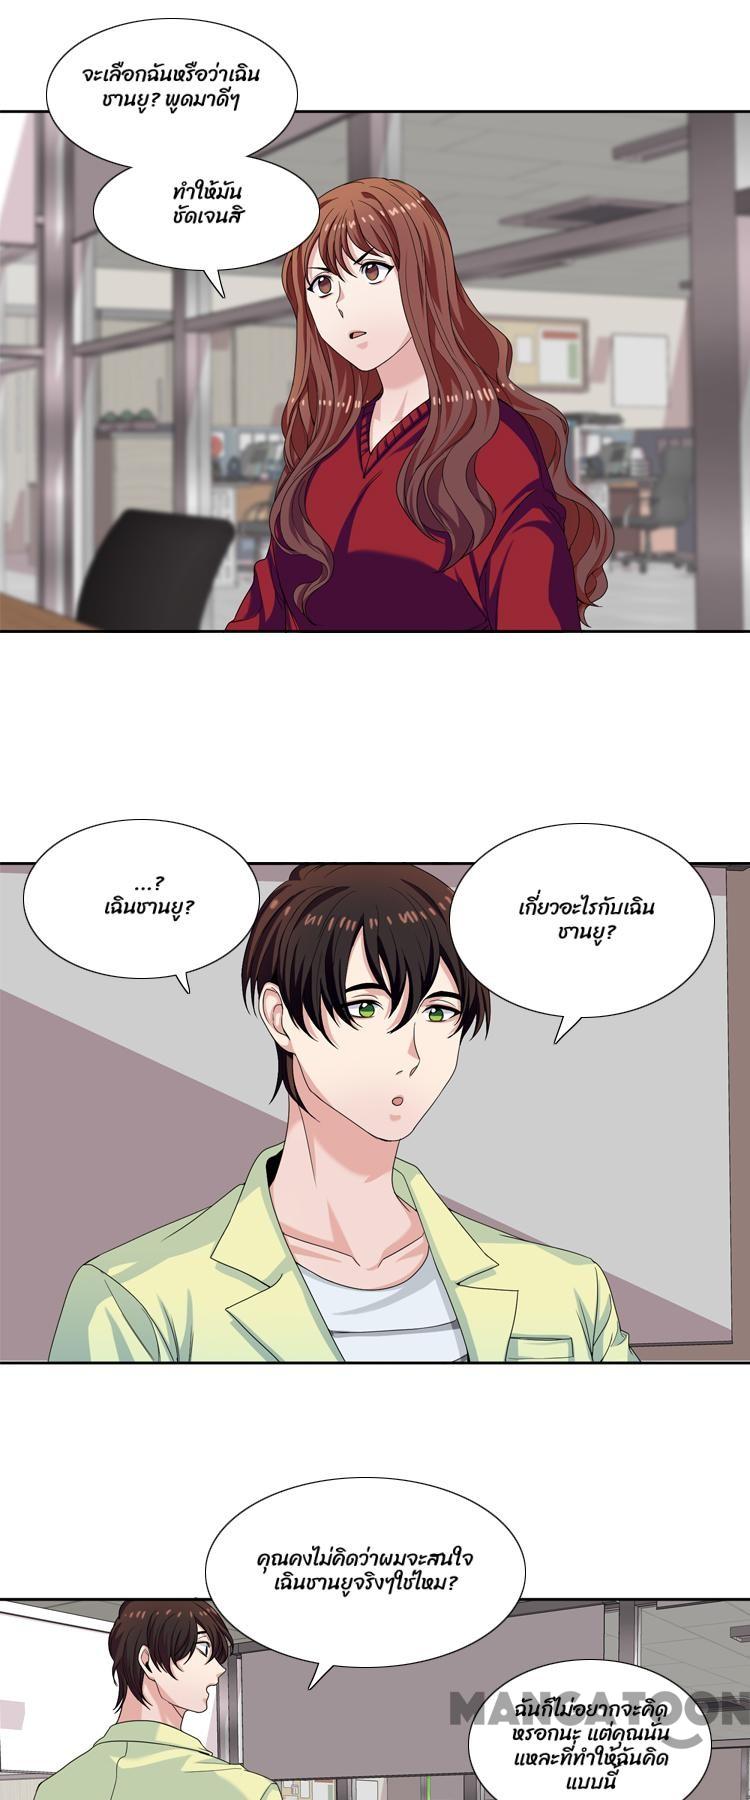 จะเลือกฉันหรือว่าเฉิน
ชานยู? พูดมาดีๆ
ทำให้มัน
ชัดเจนสิ
...?
เฉินชานยู?
เกี่ยวอะไรกับเฉิน
ชานยู?
คุณคงไม่คิดว่าผมจะสนใจ
เฉินชานยูจริงๆใช่ไหม?
MANGATOON
ฉันก็ไม่อยากจะคิด
หรอกนะ แต่คุณนั่น
แหละที่ทำให้ฉันคิด
แบบนี้